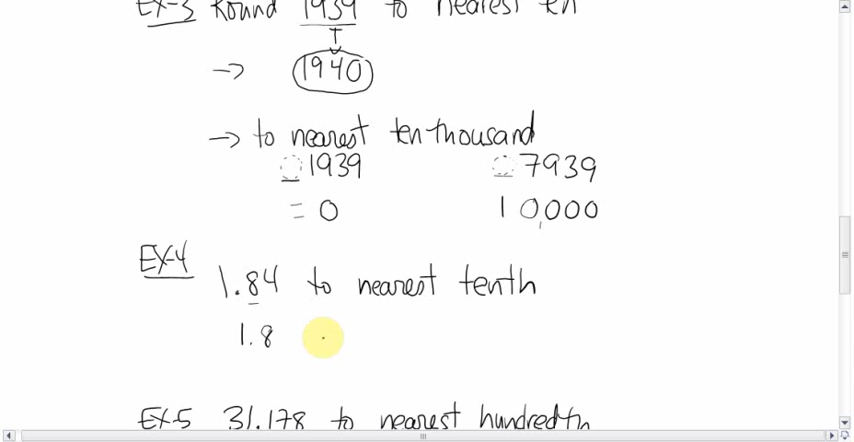 EX-3 Round 1939 to nearest ten
T
→ 1940
→ to nearest ten thousand
1939 7939
= 0 10,000
EX-4
1.84 to nearest tenth
1.8
EX-5 31.178 to nearest hundredth